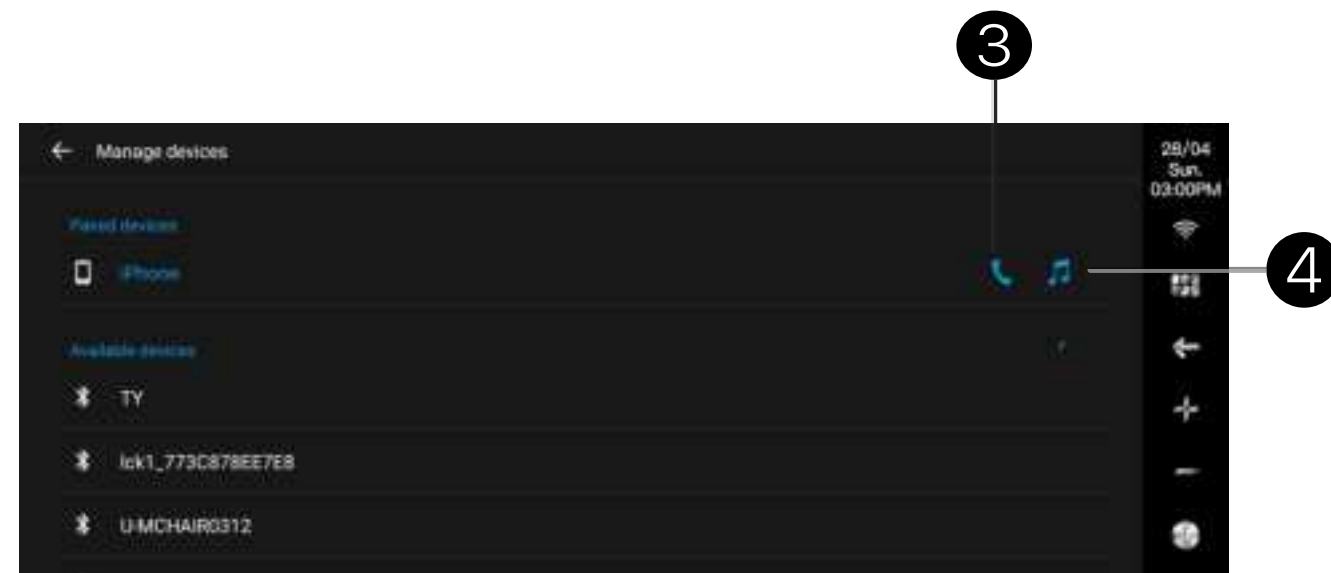 3
← Manage devices
28/04
Sun.
03:00PM
Paired devices
iPhone
4
Available devices
TY
lck1_773C878EE7E8
U-MCHAIR0312